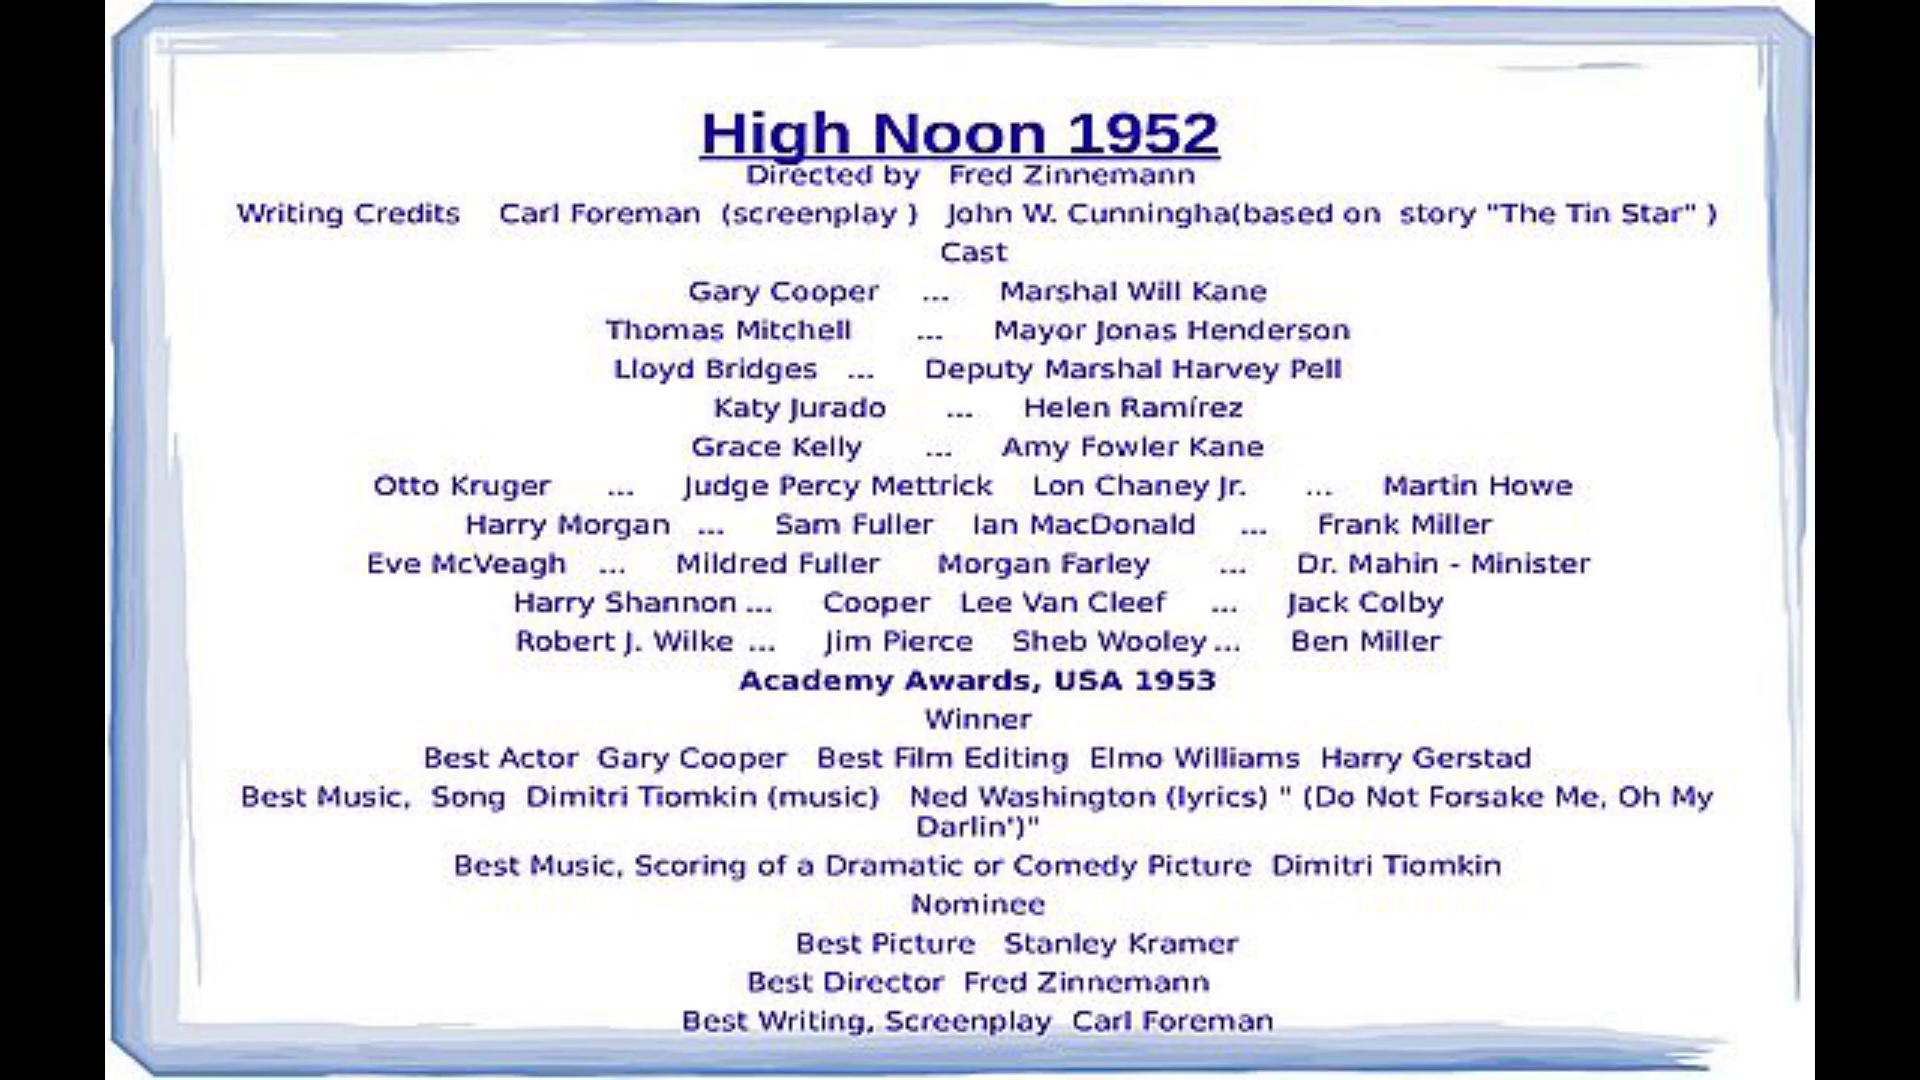 High Noon 1952
Directed by Fred Zinnemann
Writing Credits Carl Foreman (screenplay ) John W. Cunningha(based on story "The Tin Star" )
Cast
Gary Cooper ... Marshal Will Kane
Thomas Mitchell ... Mayor Jonas Henderson
Lloyd Bridges ... Deputy Marshal Harvey Pell
Katy Jurado ... Helen Ramírez
Grace Kelly ... Amy Fowler Kane
Otto Kruger ... Judge Percy Mettrick Lon Chaney Jr. ... Martin Howe
Harry Morgan ... Sam Fuller Ian MacDonald ... Frank Miller
Eve McVeagh ... Mildred Fuller Morgan Farley ... Dr. Mahin - Minister
Harry Shannon ... Cooper Lee Van Cleef ... Jack Colby
Robert J. Wilke ... Jim Pierce Sheb Wooley ... Ben Miller
Academy Awards, USA 1953
Winner
Best Actor Gary Cooper Best Film Editing Elmo Williams Harry Gerstad
Best Music, Song Dimitri Tiomkin (music) Ned Washington (lyrics) " (Do Not Forsake Me, Oh My
Darlin')"
Best Music, Scoring of a Dramatic or Comedy Picture Dimitri Tiomkin
Nominee
Best Picture Stanley Kramer
Best Director Fred Zinnemann
Best Writing, Screenplay Carl Foreman